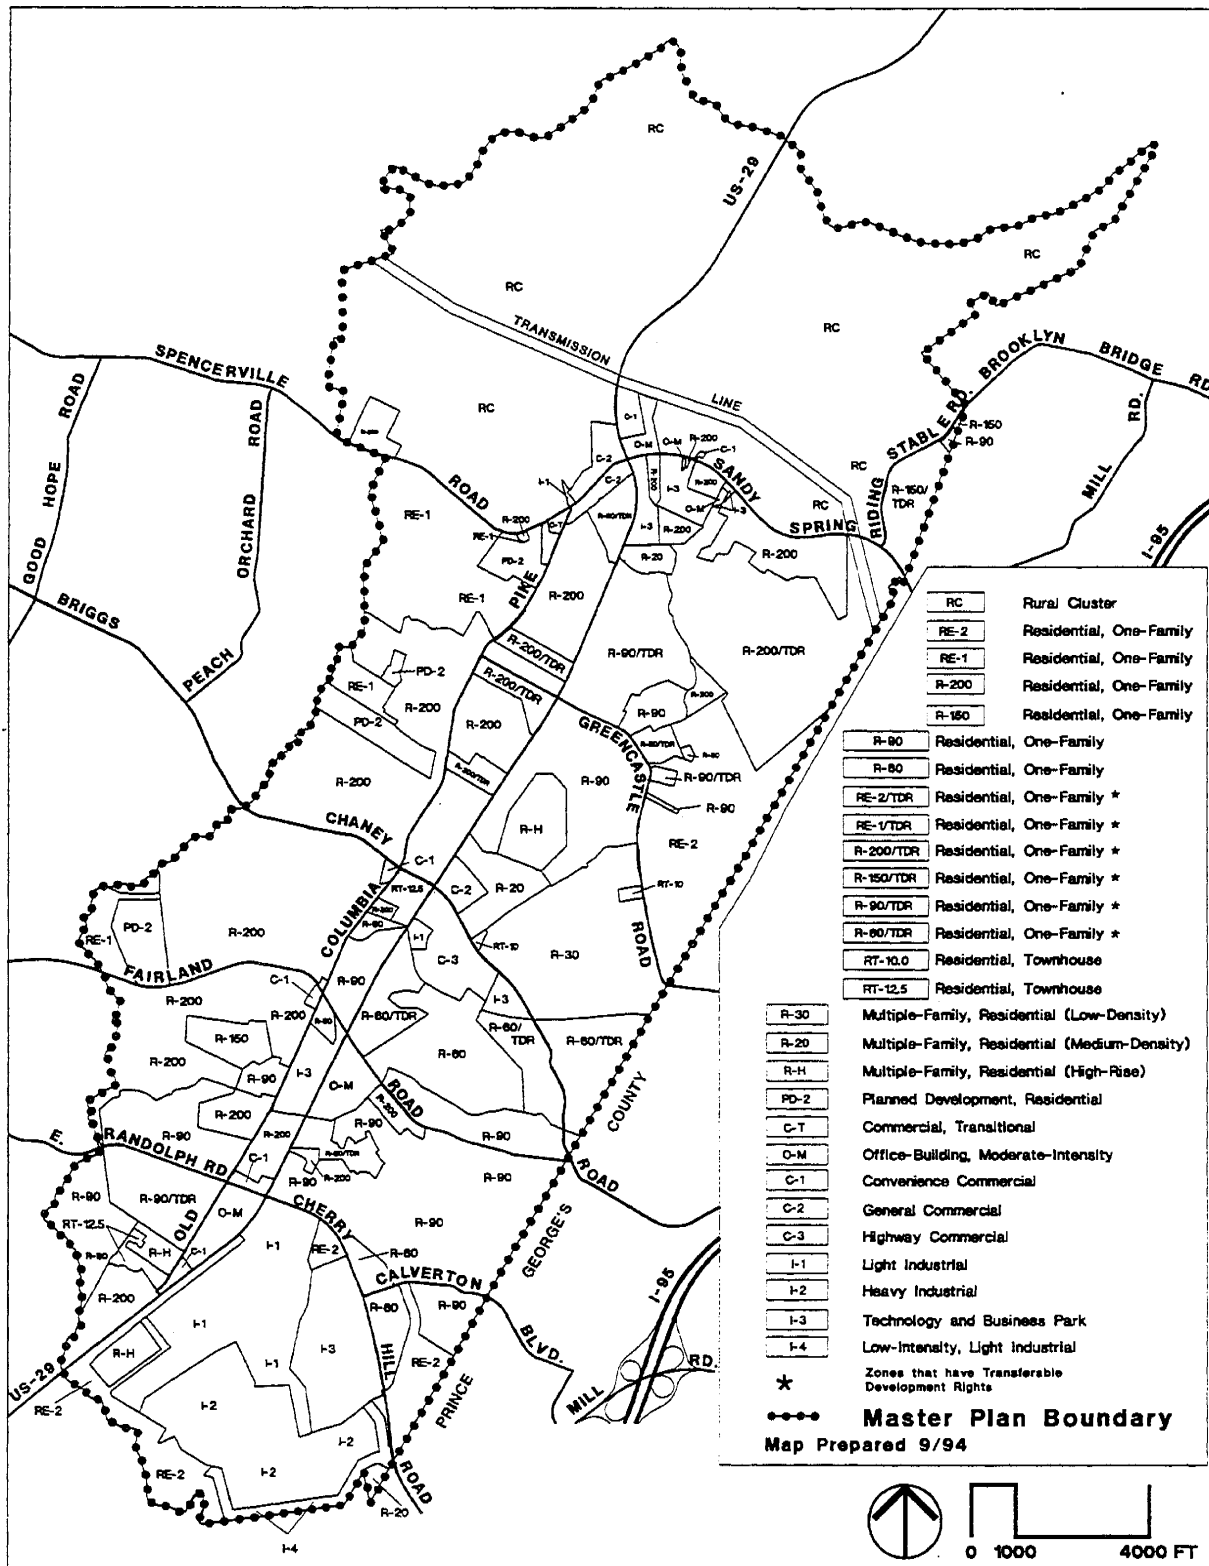 RC
US-29
RC
RC
TRANSMISSION
LINE
RC
SPENCERVILLE
ROAD
BROOKLYN
BRIDGE
RD.
STABLE RD.
RIDING
R-150
R-90
R-150/
TDR
MILL
RD.
I-95
GOOD
HOPE
ROAD
ORCHARD
ROAD
PEACH
BRIGGS
CHANEY
RC
C-1
O-M
O-M
R-200
C-1
C-2
C-2
I-1
R-200
I-3
R-200
O-M
I-3
SANDY
SPRING
RC
RC
RE-1
R-200
RE-1
C-T
PD-2
R-60/TDR
I-3
R-200
R-20
R-200
PIKE
RE-1
R-200
R-200/TDR
R-200/TDR
R-90/TDR
R-200/TDR
PD-2
RE-1
R-200
PD-2
R-200
R-200
R-90
GREENCASTLE
R-90/TDR
R-90
R-200/TDR
R-90
R-200
R-H
RE-2
C-1
RT-12.5
C-2
R-20
RT-10
COLUMBIA
R-60
I-1
C-3
RT-10
R-30
ROAD
PD-2
RE-1
R-200
FAIRLAND
R-200
C-1
R-90
R-200
I-3
R-60/TDR
R-60/
TDR
R-60/TDR
R-150
R-200
R-60
R-90
I-3
O-M
ROAD
R-200
R-200
R-90
R-200
R-90
R-90
COUNTY
E.
RANDOLPH RD
C-1
R-90
R-200
R-90
ROAD
R-90
R-90/TDR
OLD
O-M
CHERRY
R-90
GEORGE'S
RT-12.5
R-H
C-1
I-1
RE-2
R-60
CALVERTON
BLVD.
I-95
R-200
I-1
I-3
R-60
R-90
HILL
RE-2
PRINCE
MILL
RD.
R-H
I-1
US-29
RE-2
I-2
I-2
RE-2
I-2
ROAD
R-20
I-4
RC Rural Cluster
RE-2 Residential, One-Family
RE-1 Residential, One-Family
R-200 Residential, One-Family
R-150 Residential, One-Family
R-90 Residential, One-Family
R-60 Residential, One-Family
RE-2/TDR Residential, One-Family *
RE-1/TDR Residential, One-Family *
R-200/TDR Residential, One-Family *
R-150/TDR Residential, One-Family *
R-90/TDR Residential, One-Family *
R-60/TDR Residential, One-Family *
RT-10.0 Residential, Townhouse
RT-12.5 Residential, Townhouse
R-30 Multiple-Family, Residential (Low-Density)
R-20 Multiple-Family, Residential (Medium-Density)
R-H Multiple-Family, Residential (High-Rise)
PD-2 Planned Development, Residential
C-T Commercial, Transitional
O-M Office-Building, Moderate-Intensity
C-1 Convenience Commercial
C-2 General Commercial
C-3 Highway Commercial
I-1 Light Industrial
I-2 Heavy Industrial
I-3 Technology and Business Park
I-4 Low-Intensity, Light Industrial
* Zones that have Transferable
Development Rights
Master Plan Boundary
Map Prepared 9/94
0 1000 4000 FT